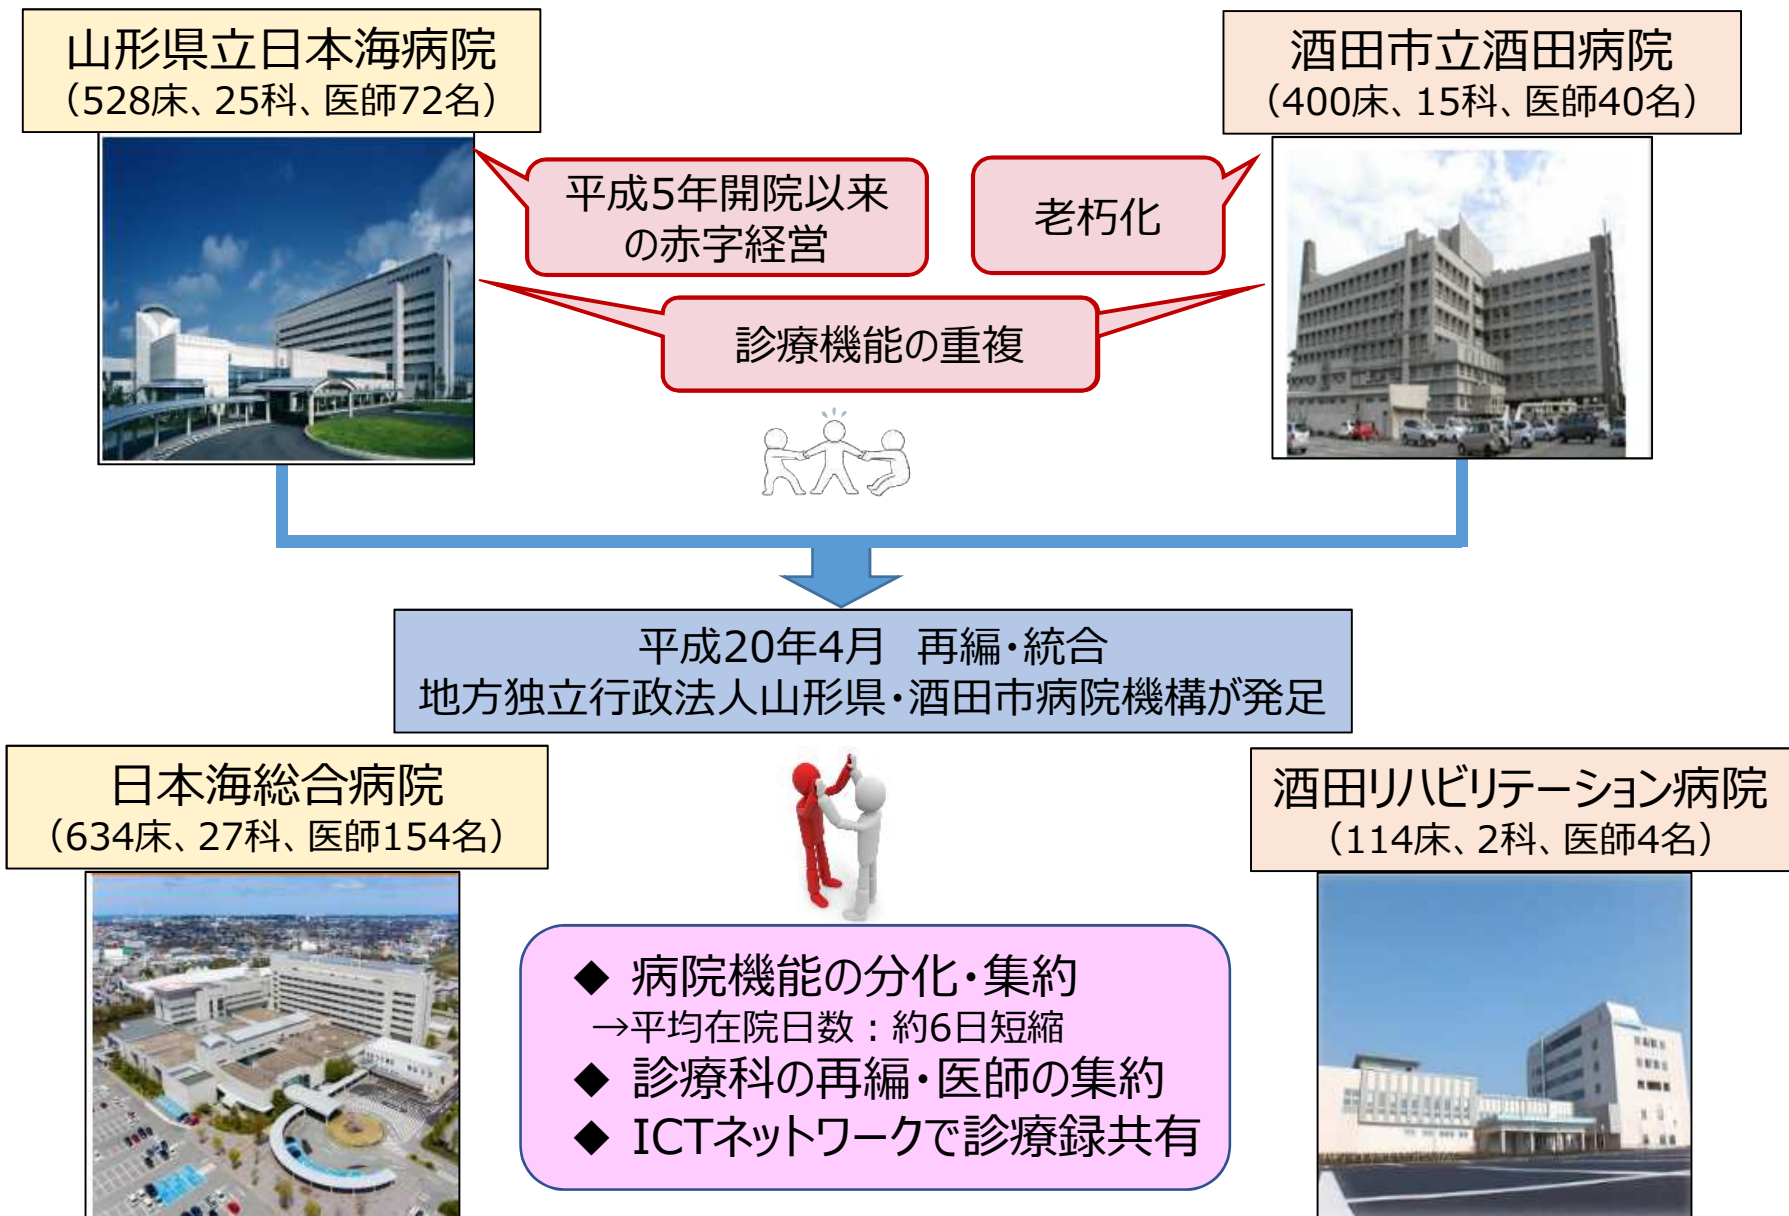 山形県立日本海病院
（528床、25科、医師72名）
酒田市立酒田病院
（400床、15科、医師40名）
平成5年開院以来
の赤字経営
老朽化
診療機能の重複
平成20年4月　再編・統合
地方独立行政法人山形県・酒田市病院機構が発足
日本海総合病院
（634床、27科、医師154名）
酒田リハビリテーション病院
（114床、2科、医師4名）
◆ 病院機能の分化・集約
→平均在院日数：約6日短縮
◆ 診療科の再編・医師の集約
◆ ICTネットワークで診療録共有